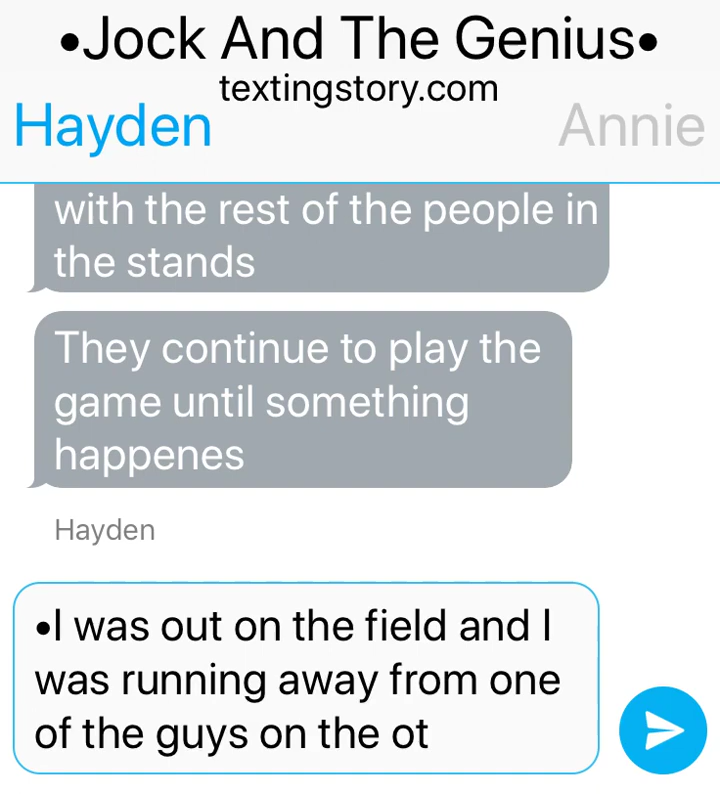 •Jock And The Genius•
textingstory.com
Hayden
Annie
with the rest of the people in
the stands
They continue to play the
game until something
happenes
Hayden
•I was out on the field and I
was running away from one
of the guys on the ot